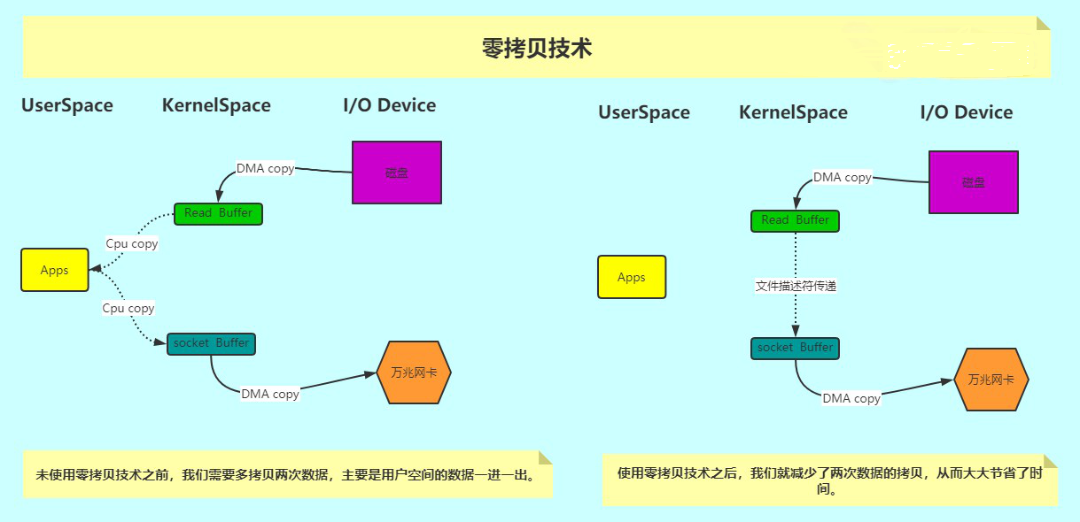 零拷贝技术
UserSpace
KernelSpace
I/O Device
DMA copy
磁盘
Read Buffer
Cpu copy
Apps
Cpu copy
socket Buffer
万兆网卡
DMA copy
未使用零拷贝技术之前，我们需要多拷贝两次数据，主要是用户空间的数据一进一出。
UserSpace
KernelSpace
I/O Device
DMA copy
磁盘
Read Buffer
Apps
文件描述符传递
socket Buffer
万兆网卡
DMA copy
使用零拷贝技术之后，我们就减少了两次数据的拷贝，从而大大节省了时
间。